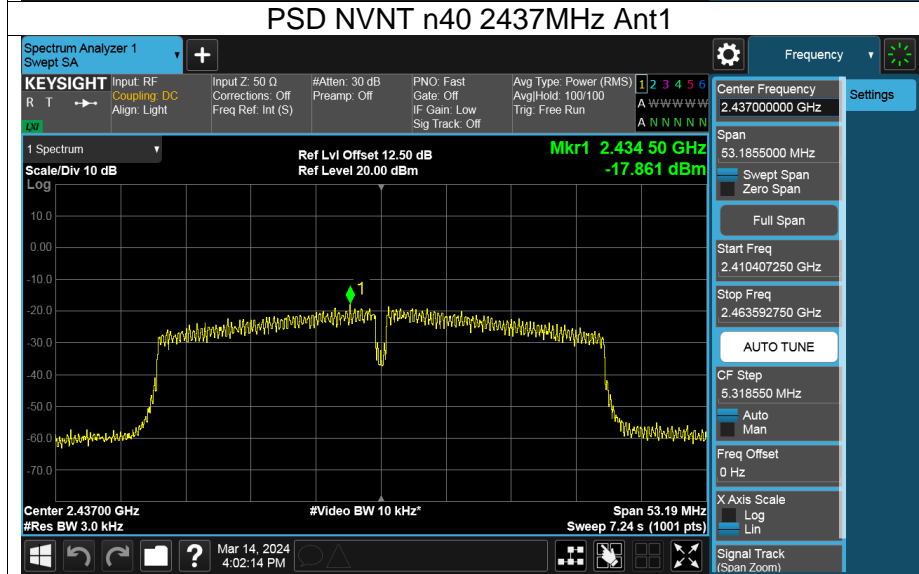 PSD NVNT n40 2437MHz Ant1
Spectrum Analyzer 1
Swept SA
+
Frequency
KEYSIGHT
R T
LXI
Input: RF
Coupling: DC
Align: Light
Input Z: 50 Ω
Corrections: Off
Freq Ref: Int (S)
#Atten: 30 dB
Preamp: Off
PNO: Fast
Gate: Off
IF Gain: Low
Sig Track: Off
Avg Type: Power (RMS)
Avg|Hold: 100/100
Trig: Free Run
1 2 3 4 5 6
A W W W W W
A N N N N N
Settings
Center Frequency
2.437000000 GHz
Span
53.1855000 MHz
Swept Span
Zero Span
Full Span
Start Freq
2.410407250 GHz
Stop Freq
2.463592750 GHz
AUTO TUNE
CF Step
5.318550 MHz
Auto
Man
Freq Offset
0 Hz
X Axis Scale
Log
Lin
Signal Track
(Span Zoom)
1 Spectrum
Scale/Div 10 dB
Ref Lvl Offset 12.50 dB
Ref Level 20.00 dBm
Mkr1 2.434 50 GHz
-17.861 dBm
Log
10.0
0.00
-10.0
-20.0
-30.0
-40.0
-50.0
-60.0
-70.0
1
Center 2.43700 GHz
#Res BW 3.0 kHz
#Video BW 10 kHz*
Span 53.19 MHz
Sweep 7.24 s (1001 pts)
?
Mar 14, 2024
4:02:14 PM